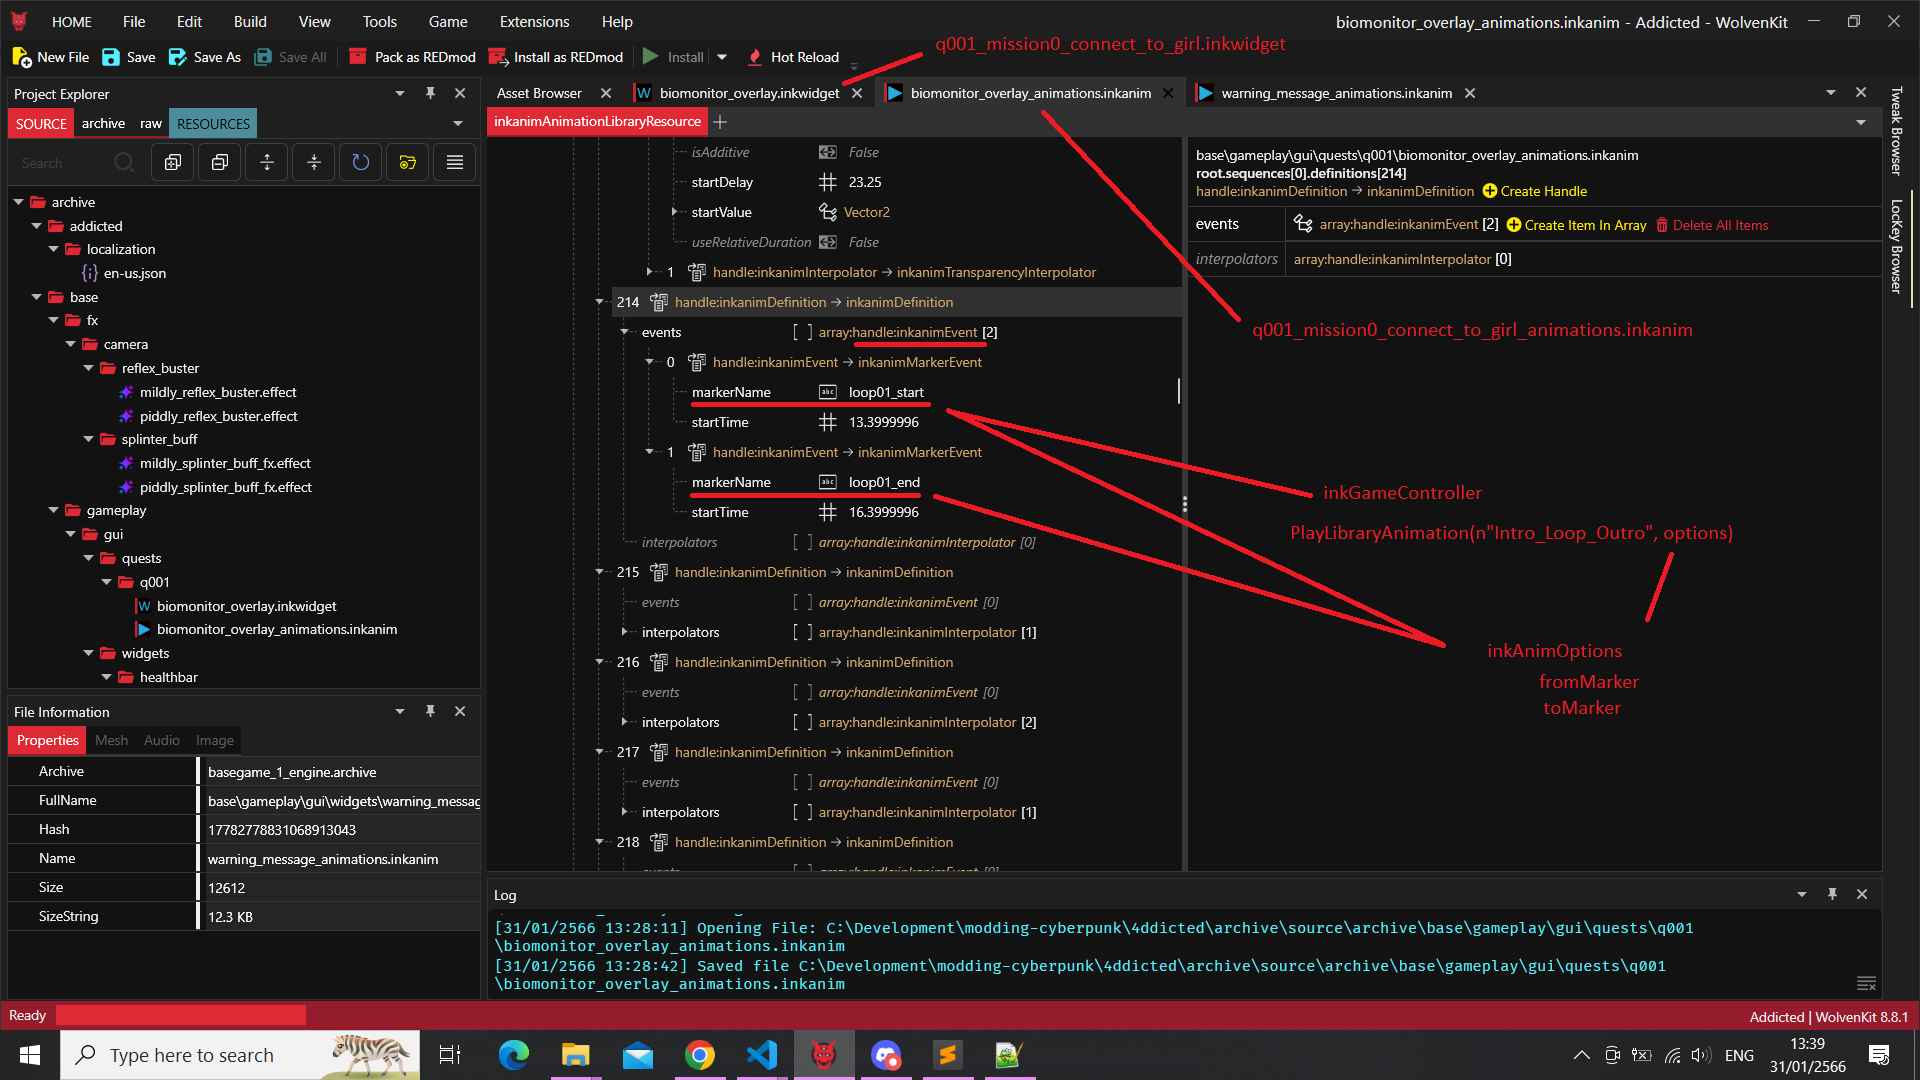 HOME File Edit Build View Tools Game Extensions Help
biomonitor_overlay_animations.inkanim - Addicted - WolvenKit
New File Save Save As Save All Pack as REDmod Install as REDmod Install Hot Reload
q001_mission0_connect_to_girl.inkwidget
Project Explorer
Asset Browser biomonitor_overlay.inkwidget biomonitor_overlay_animations.inkanim warning_message_animations.inkanim
SOURCE archive raw RESOURCES
inkanimAnimationLibraryResource
Search
Tweak Browser
LocKey Browser
archive
addicted
localization
en-us.json
base
fx
camera
reflex_buster
mildly_reflex_buster.effect
piddly_reflex_buster.effect
splinter_buff
mildly_splinter_buff_fx.effect
piddly_splinter_buff_fx.effect
gameplay
gui
quests
q001
biomonitor_overlay.inkwidget
biomonitor_overlay_animations.inkanim
widgets
healthbar
isAdditive False
startDelay 23.25
startValue Vector2
useRelativeDuration False
1 handle:inkanimInterpolator → inkanimTransparencyInterpolator
214 handle:inkanimDefinition → inkanimDefinition
events [ ] array:handle:inkanimEvent [2]
0 handle:inkanimEvent → inkanimMarkerEvent
markerName abc loop01_start
startTime 13.3999996
1 handle:inkanimEvent → inkanimMarkerEvent
markerName abc loop01_end
startTime 16.3999996
interpolators [ ] array:handle:inkanimInterpolator [0]
215 handle:inkanimDefinition → inkanimDefinition
events [ ] array:handle:inkanimEvent [0]
interpolators [ ] array:handle:inkanimInterpolator [1]
216 handle:inkanimDefinition → inkanimDefinition
events [ ] array:handle:inkanimEvent [0]
interpolators [ ] array:handle:inkanimInterpolator [2]
217 handle:inkanimDefinition → inkanimDefinition
events [ ] array:handle:inkanimEvent [0]
interpolators [ ] array:handle:inkanimInterpolator [1]
218 handle:inkanimDefinition → inkanimDefinition
events [ ] array:handle:inkanimEvent [0]
base\gameplay\gui\quests\q001\biomonitor_overlay_animations.inkanim
root.sequences[0].definitions[214]
handle:inkanimDefinition → inkanimDefinition Create Handle
events array:handle:inkanimEvent [2] Create Item In Array Delete All Items
interpolators array:handle:inkanimInterpolator [0]
q001_mission0_connect_to_girl_animations.inkanim
inkGameController
PlayLibraryAnimation(n"Intro_Loop_Outro", options)
inkAnimOptions
fromMarker
toMarker
File Information
Properties Mesh Audio Image
Archive basegame_1_engine.archive
FullName base\gameplay\gui\widgets\warning_messag
Hash 17782778831068913043
Name warning_message_animations.inkanim
Size 12612
SizeString 12.3 KB
Log
[31/01/2566 13:28:11] Opening File: C:\Development\modding-cyberpunk\4ddicted\archive\source\archive\base\gameplay\gui\quests\q001
\biomonitor_overlay_animations.inkanim
[31/01/2566 13:28:42] Saved file C:\Development\modding-cyberpunk\4ddicted\archive\source\archive\base\gameplay\gui\quests\q001
\biomonitor_overlay_animations.inkanim
Ready
Addicted | WolvenKit 8.8.1
Type here to search
ENG
13:39
31/01/2566